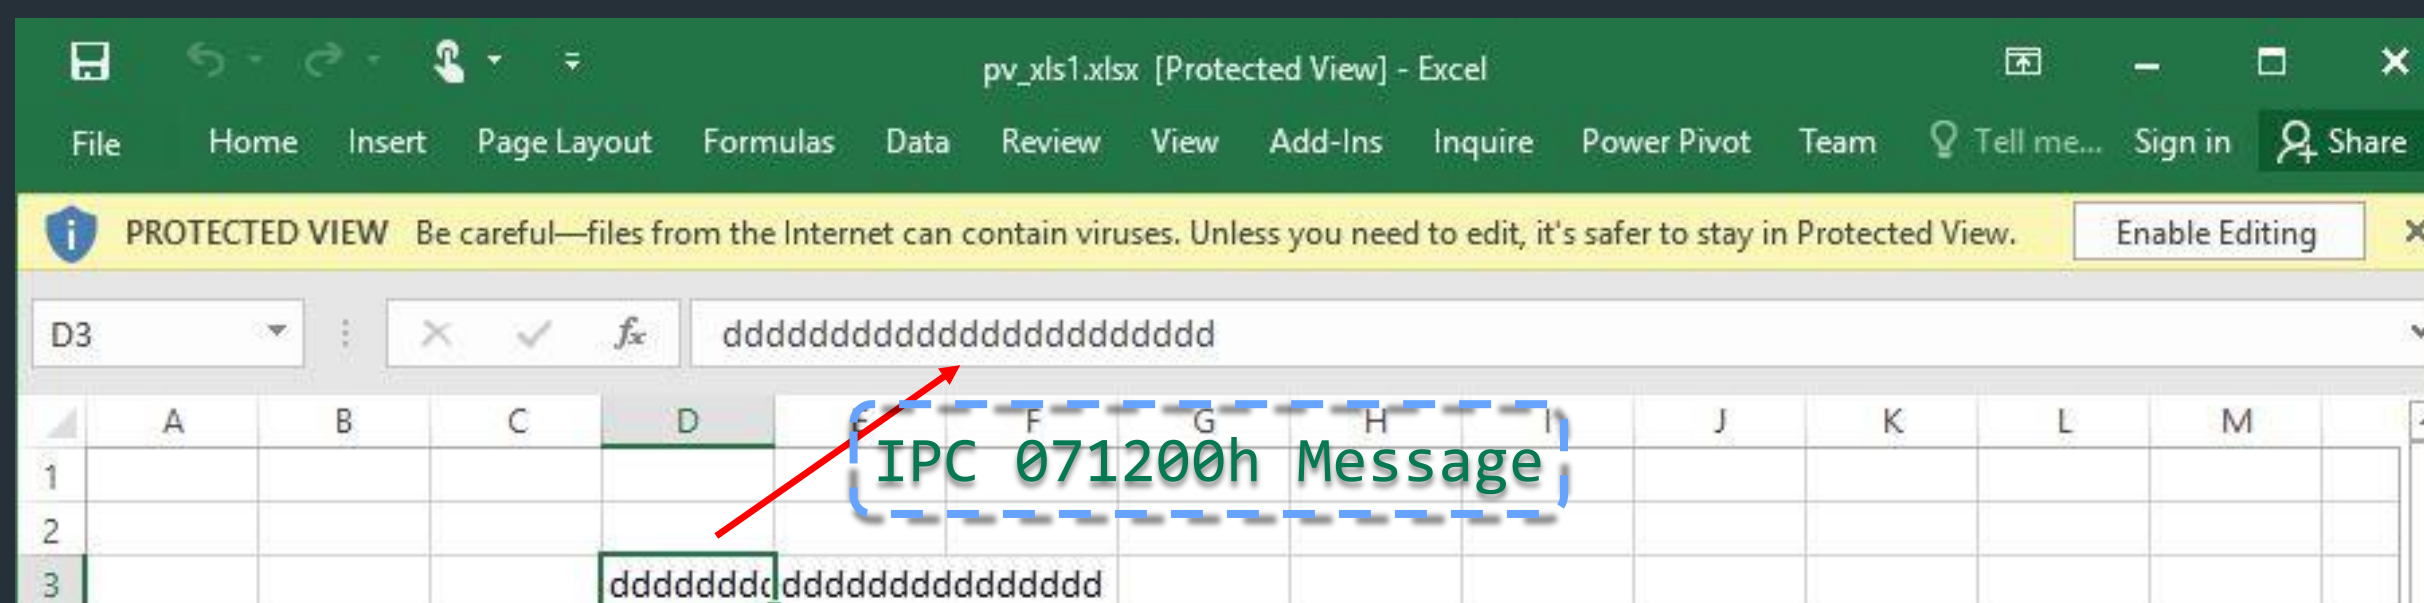 pv_xls1.xlsx [Protected View] - Excel
File Home Insert Page Layout Formulas Data Review View Add-Ins Inquire Power Pivot Team Tell me... Sign in Share
PROTECTED VIEW Be careful—files from the Internet can contain viruses. Unless you need to edit, it's safer to stay in Protected View. Enable Editing
D3 fx ddddddddddddddddddddddd
A B C D E F G H I J K L M
IPC 071200h Message
1
2
3 ddddddddddddddddddddddd